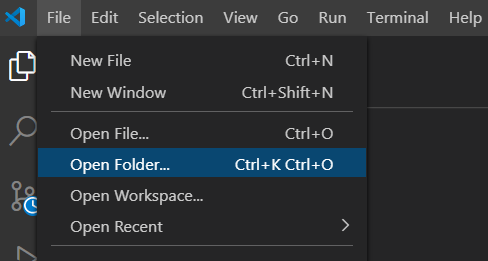 File Edit Selection View Go Run Terminal Help
New File Ctrl+N
New Window Ctrl+Shift+N
Open File... Ctrl+O
Open Folder... Ctrl+K Ctrl+O
Open Workspace...
Open Recent